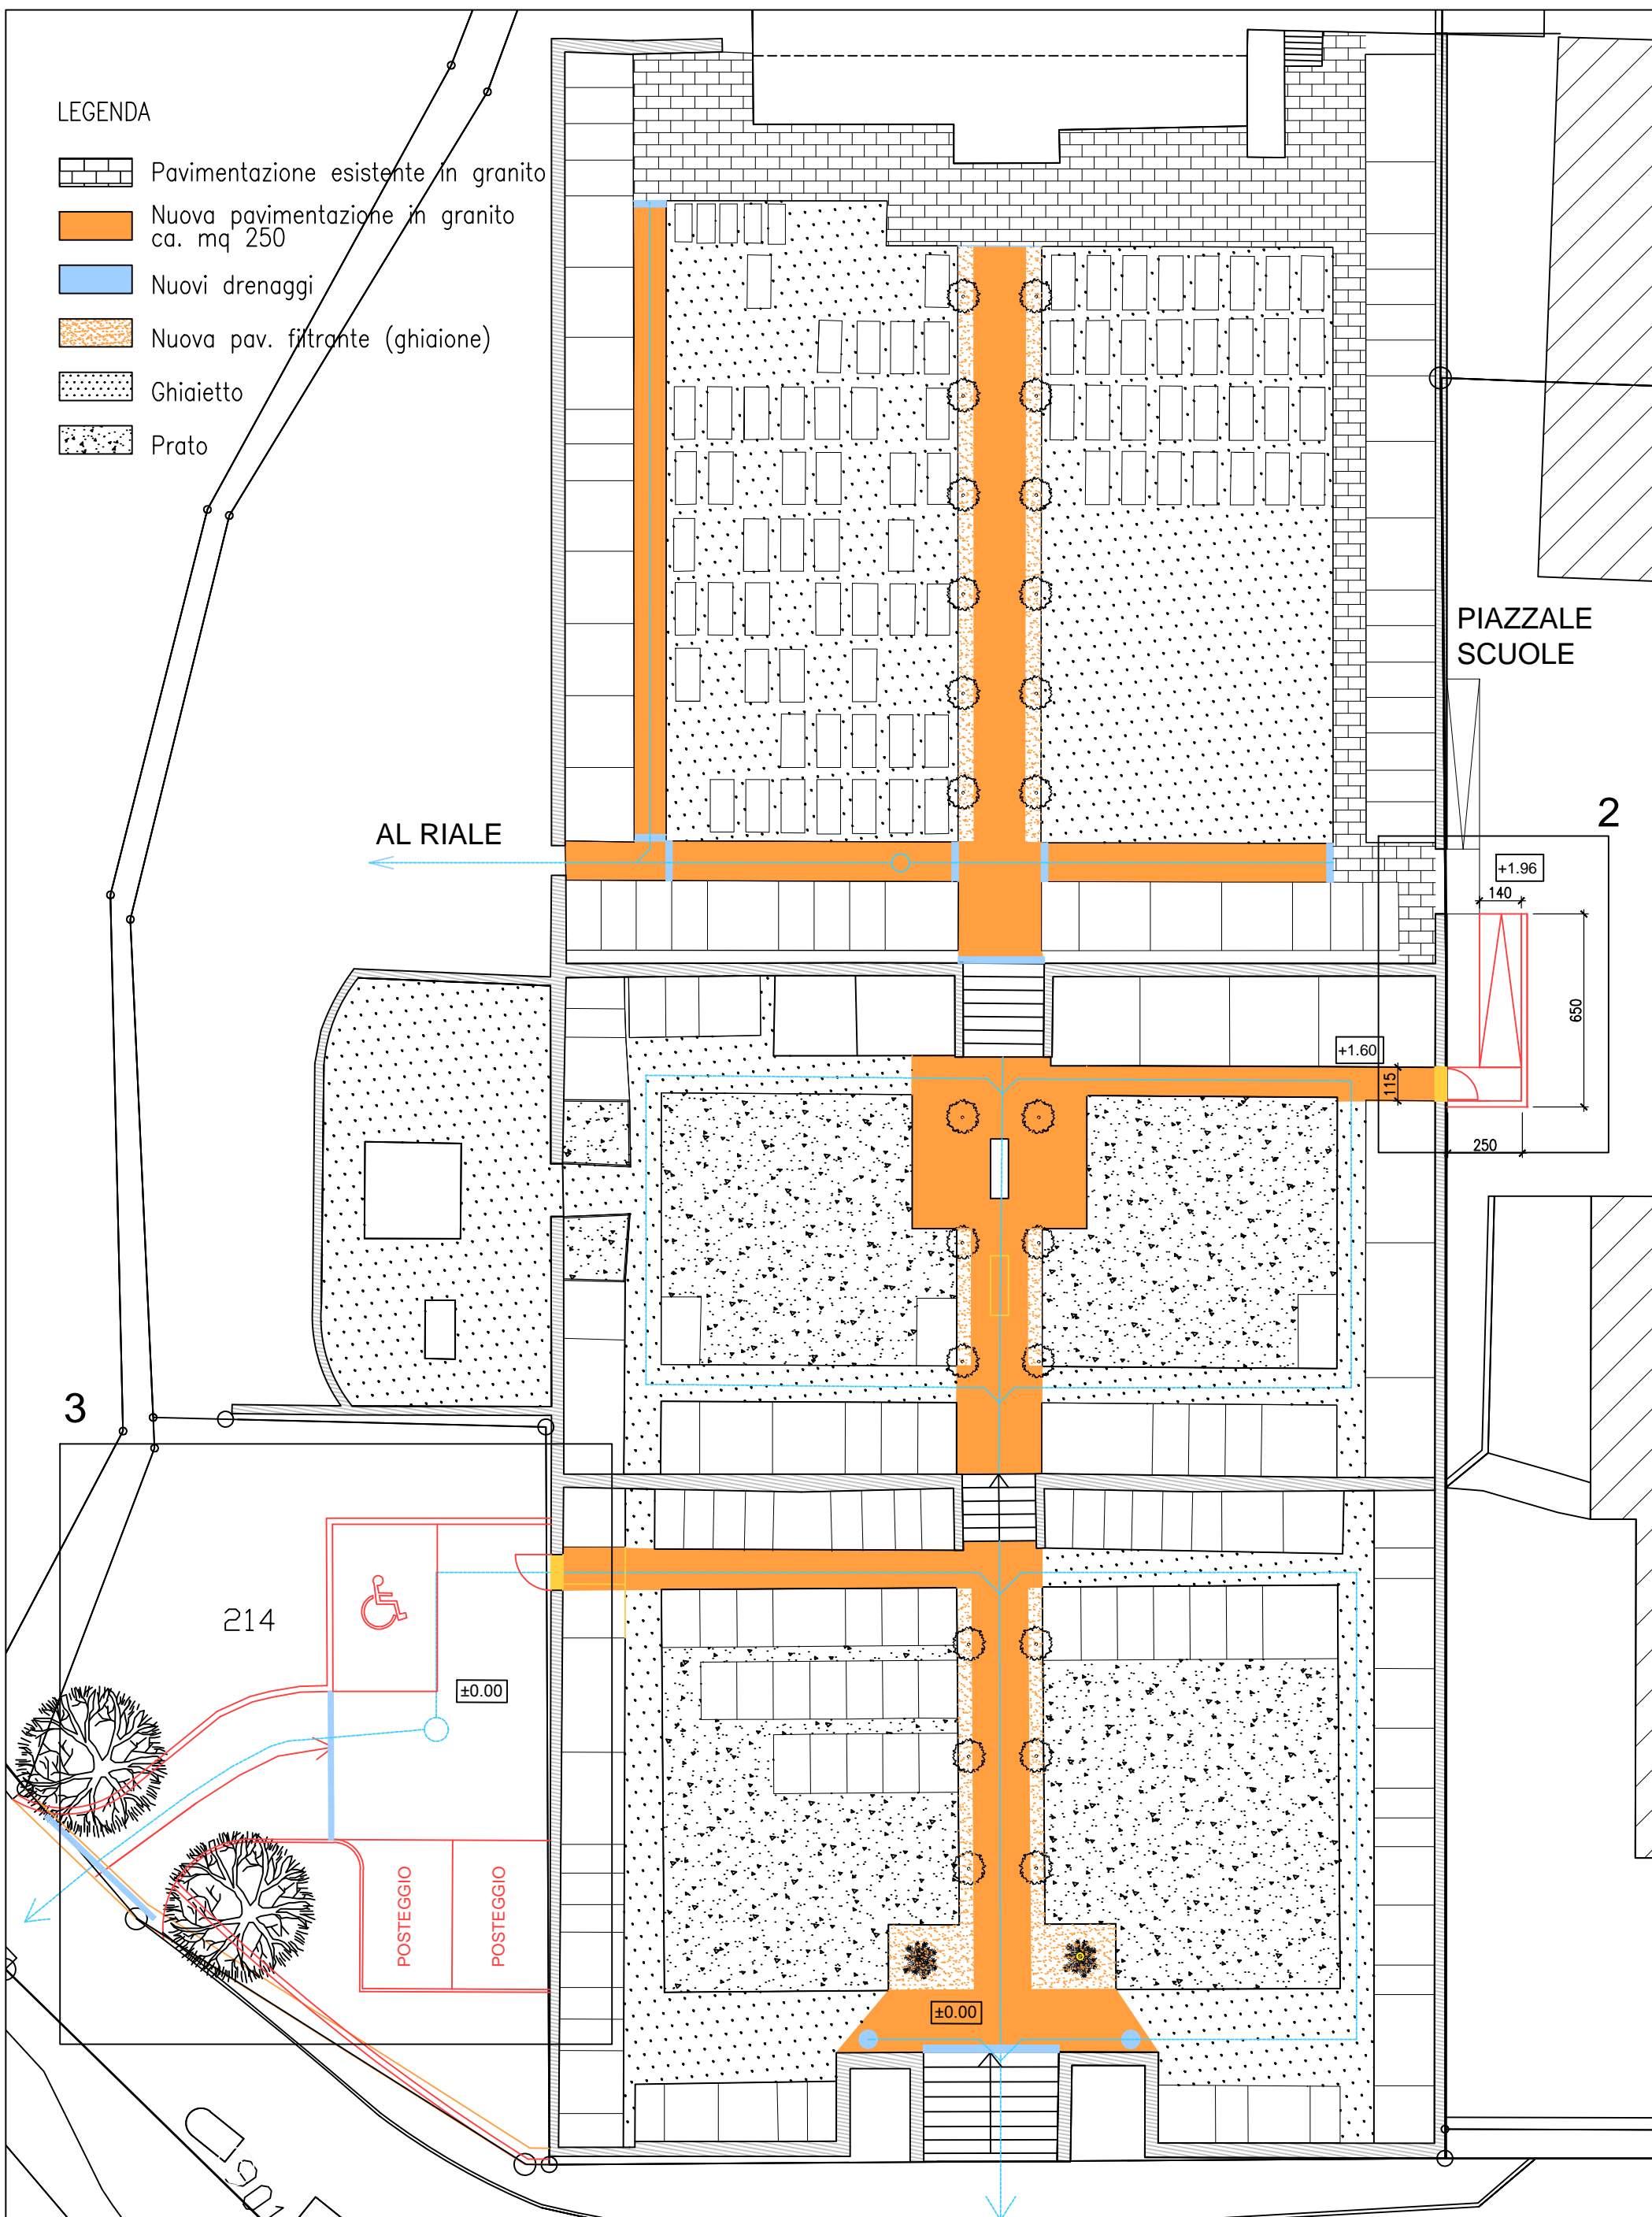 LEGENDA
Pavimentazione esistente in granito
Nuova pavimentazione in granito
ca. mq 250
Nuovi drenaggi
Nuova pav. filtrante (ghiaione)
Ghiaietto
Prato
PIAZZALE
SCUOLE
AL RIALE
2
+1.96
140
650
+1.60
115
250
3
214
±0.00
POSTEGGIO
POSTEGGIO
±0.00